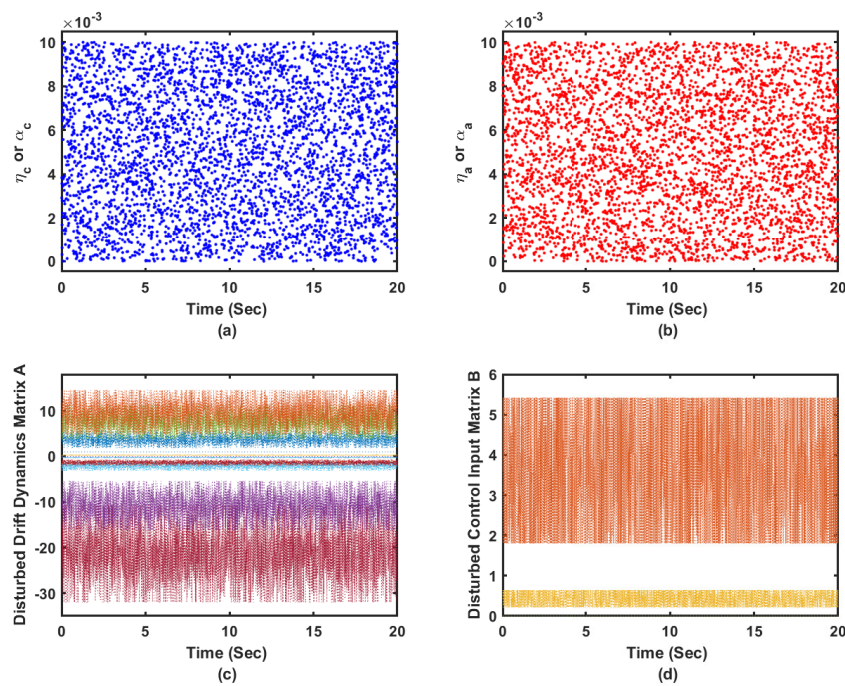 ×10⁻³
10
8
6
4
2
0
η_c or α_c
0 5 10 15 20
Time (Sec)
(a)
×10⁻³
10
8
6
4
2
0
η_a or α_a
0 5 10 15 20
Time (Sec)
(b)
Disturbed Drift Dynamics Matrix A
10
0
-10
-20
-30
0 5 10 15 20
Time (Sec)
(c)
Disturbed Control Input Matrix B
6
5
4
3
2
1
0
0 5 10 15 20
Time (Sec)
(d)